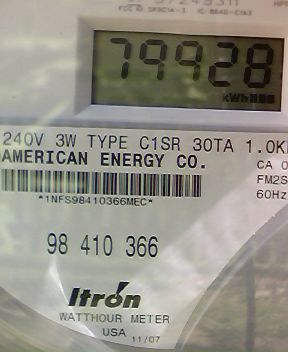 79928
kWh
240V 3W TYPE C1SR 30TA 1.0K
AMERICAN ENERGY CO.
CA 0
FM2S
60Hz
*1NFS98410366MEC*
98 410 366
Itron
WATTHOUR METER
USA 11/07